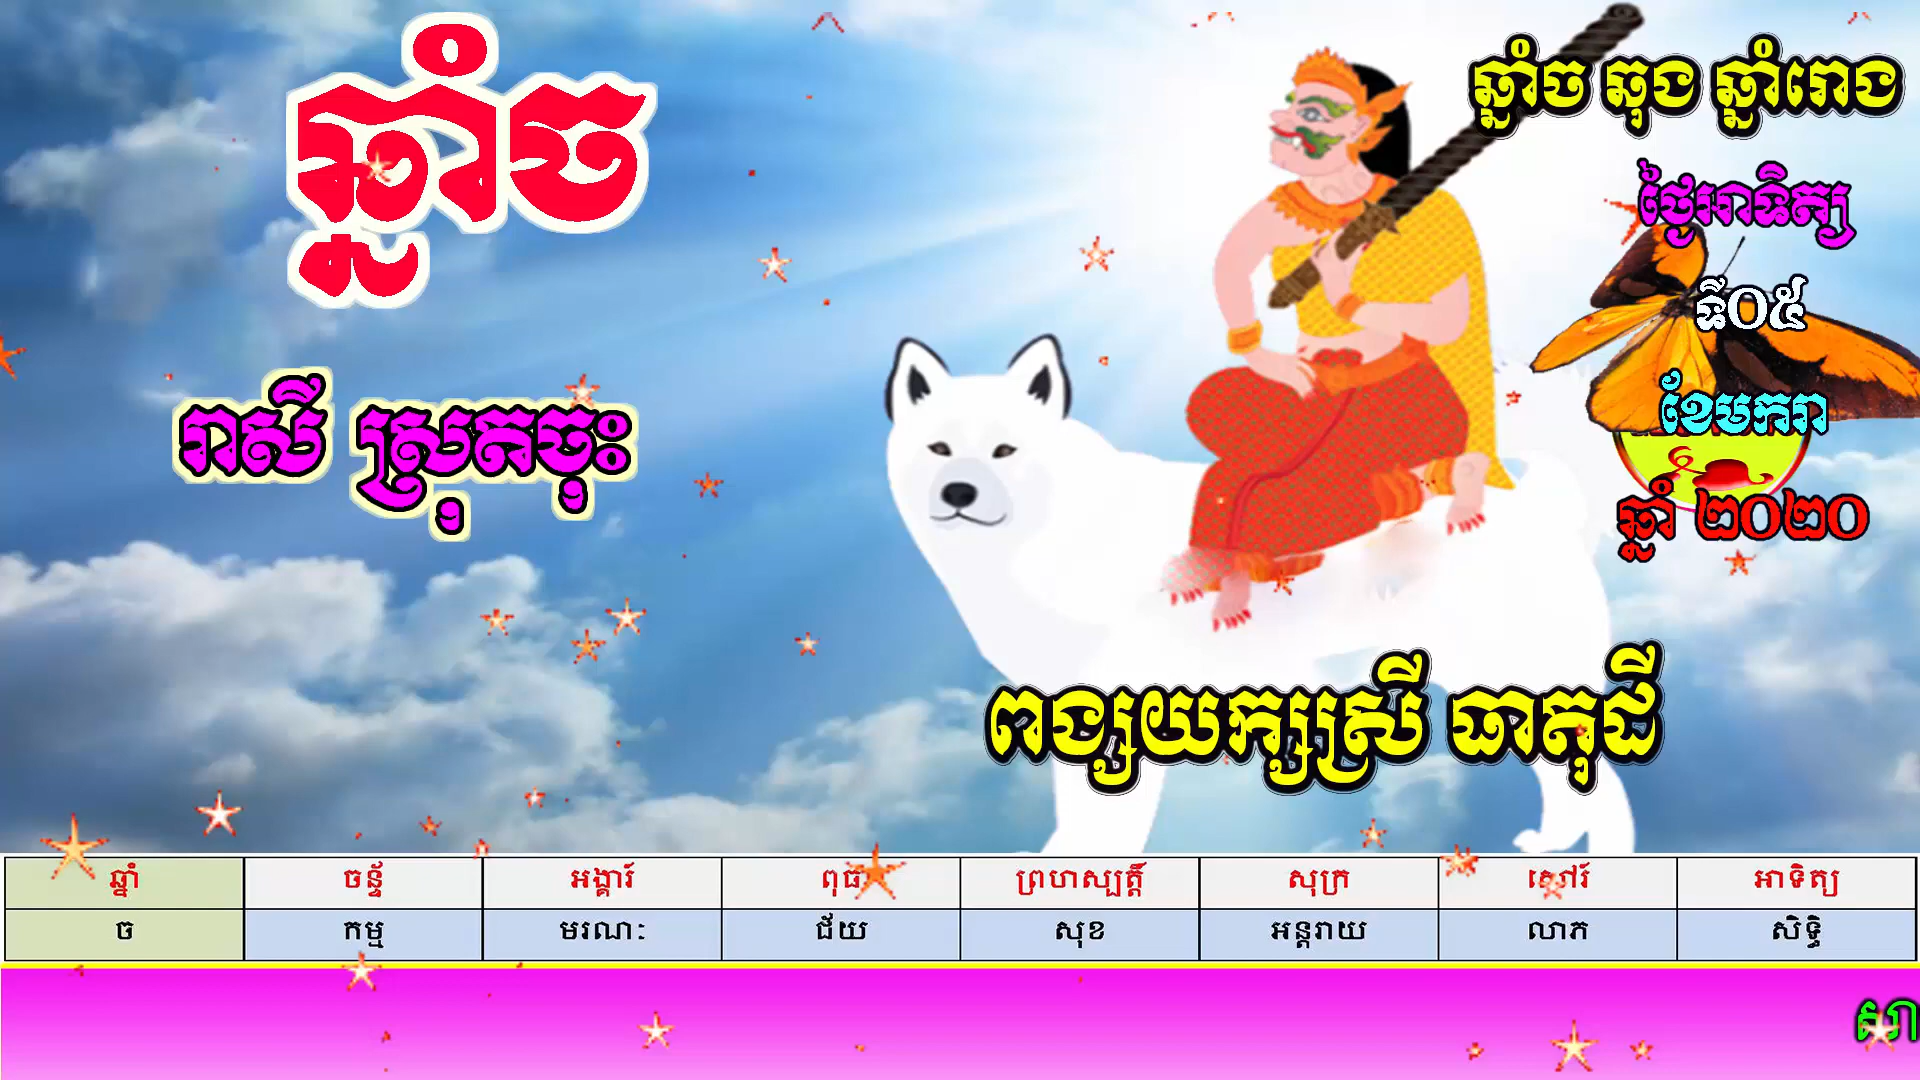 ឆ្នាំច
រាសី ស្រុតចុះ
ឆ្នាំច ឆុង ឆ្នាំរោង
ថ្ងៃអាទិត្យ
ទី០៥
ខែមករា
ឆ្នាំ ២០២០
ពង្សយក្សស្រី ធាតុដី
ឆ្នាំ ចន្ទ័ អង្គារ៍ ពុធ ព្រហស្បត្តិ៍ សុក្រ សៅរ៍ អាទិត្យ
ច កម្ម មរណៈ ជ័យ សុខ អន្តរាយ លាភ សិទ្ធិ